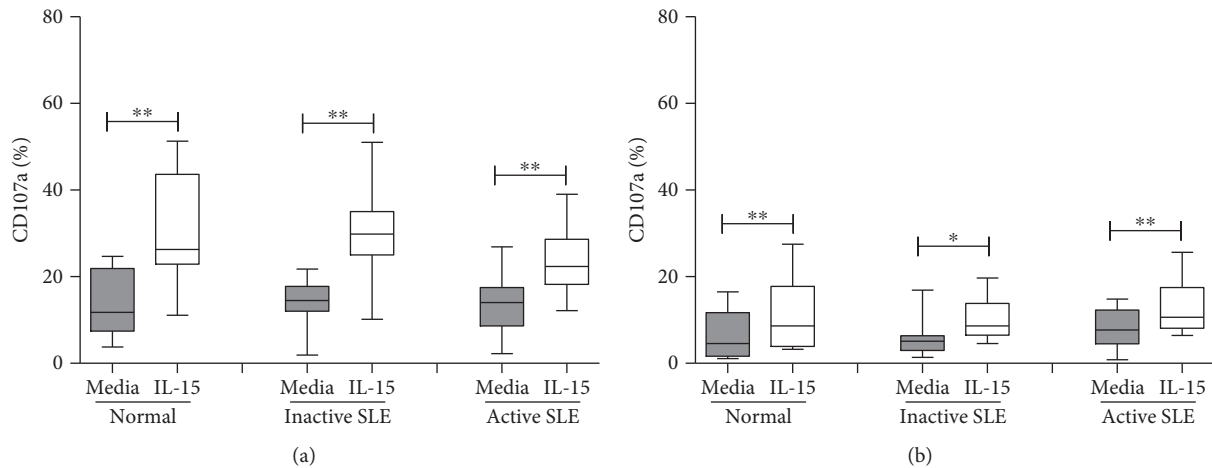 80
60
40
20
0
CD107a (%)
**
**
**
Media IL-15 Media IL-15 Media IL-15
Normal Inactive SLE Active SLE
(a)
80
60
40
20
0
CD107a (%)
**
*
**
Media IL-15 Media IL-15 Media IL-15
Normal Inactive SLE Active SLE
(b)